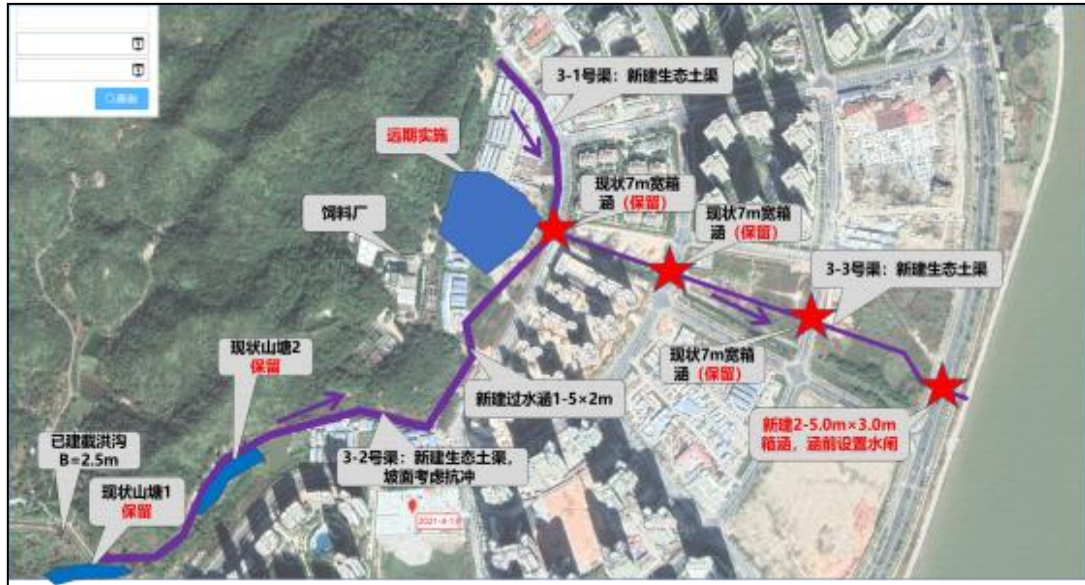 3-1号渠：新建生态土渠
远期实施
现状7m宽箱
涵（保留）
饲料厂
现状7m宽箱
涵（保留）
3-3号渠：新建生态土渠
现状山塘2
保留
现状7m宽箱
涵（保留）
新建过水涵1-5×2m
新建2-5.0m×3.0m
箱涵，涵前设置水闸
已建截洪沟
B=2.5m
3-2号渠：新建生态土渠，
坡面考虑抗冲
现状山塘1
保留